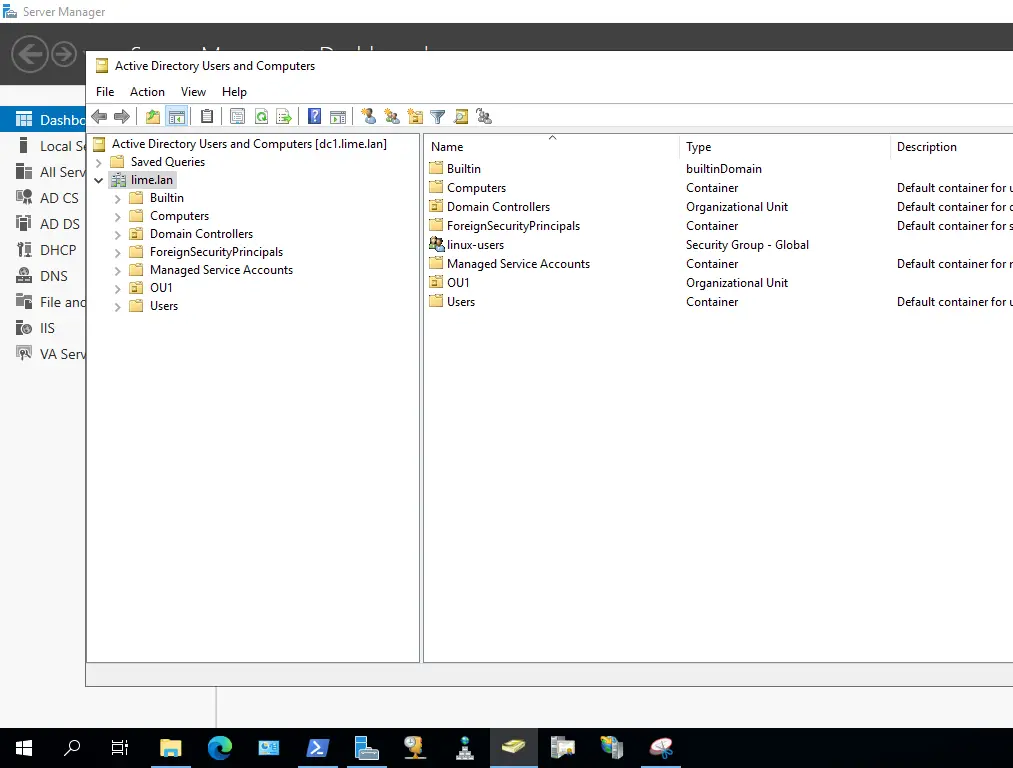 Server Manager
Active Directory Users and Computers
File Action View Help
Dashbo
Local Se
All Serv
AD CS
AD DS
DHCP
DNS
File and
IIS
VA Serv
Active Directory Users and Computers [dc1.lime.lan]
Saved Queries
lime.lan
Builtin
Computers
Domain Controllers
ForeignSecurityPrincipals
Managed Service Accounts
OU1
Users
Name Type Description
Builtin builtinDomain
Computers Container Default container for u
Domain Controllers Organizational Unit Default container for d
ForeignSecurityPrincipals Container Default container for s
linux-users Security Group - Global
Managed Service Accounts Container Default container for m
OU1 Organizational Unit
Users Container Default container for u